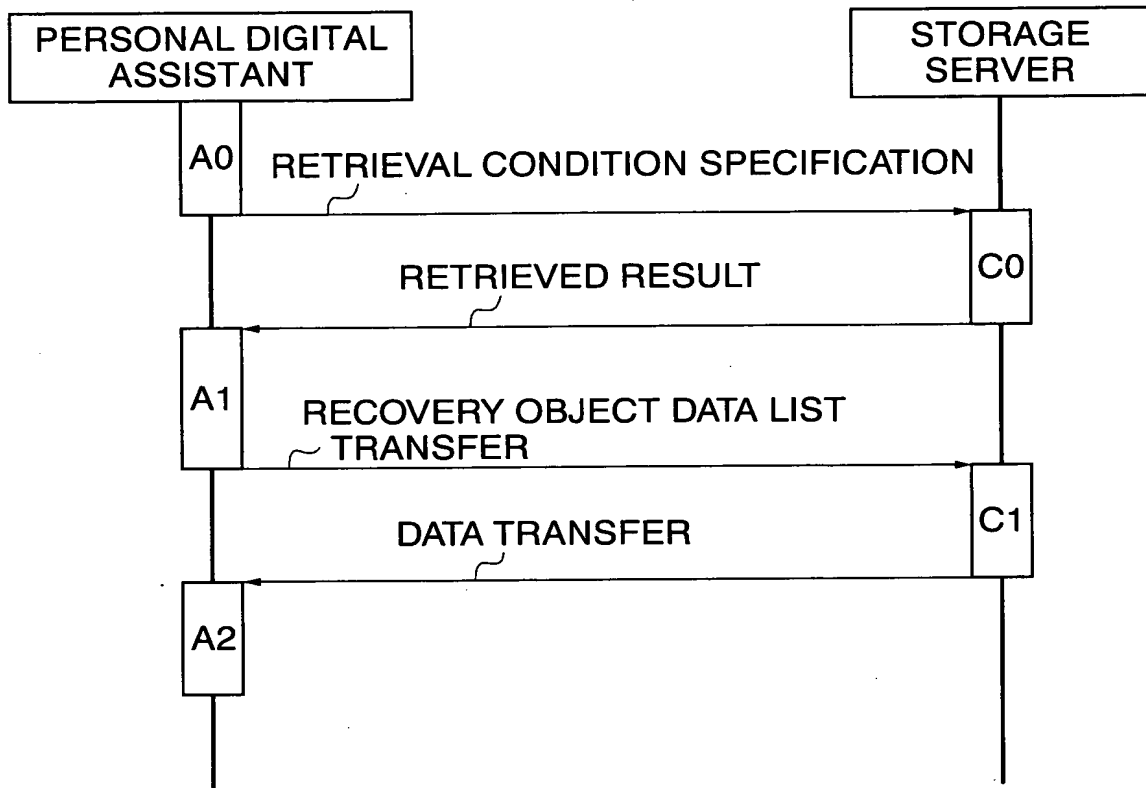 PERSONAL DIGITAL
ASSISTANT
STORAGE
SERVER
A0
RETRIEVAL CONDITION SPECIFICATION
C0
RETRIEVED RESULT
A1
RECOVERY OBJECT DATA LIST
TRANSFER
C1
DATA TRANSFER
A2